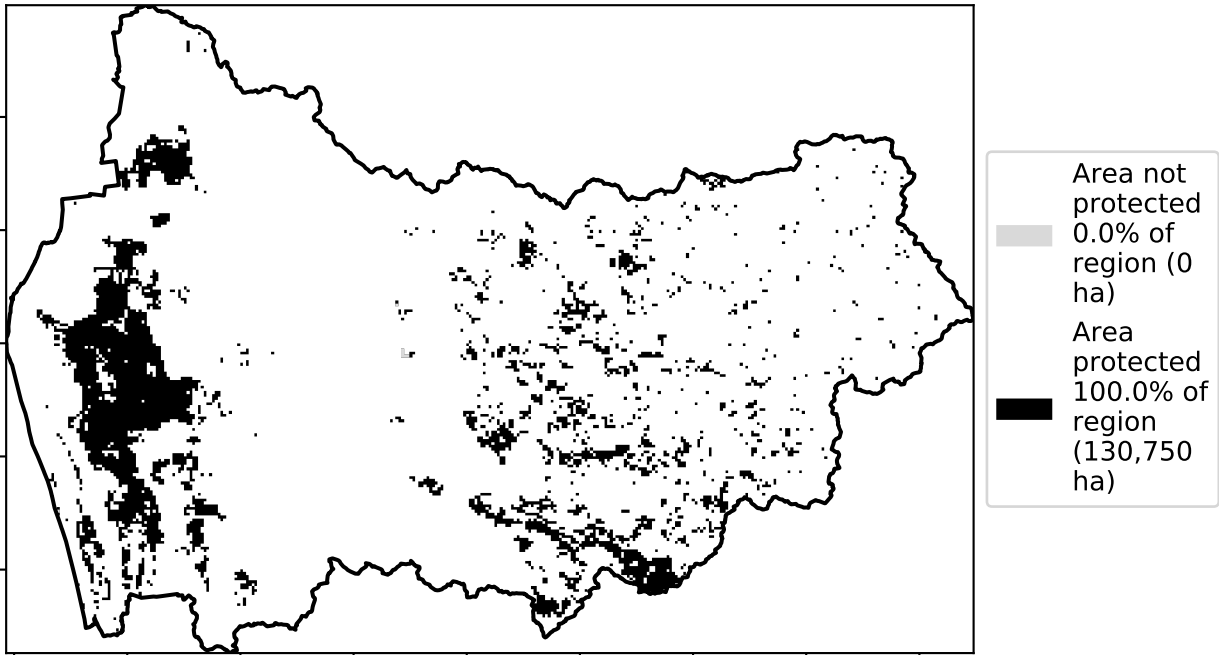 Area not
protected
0.0% of
region (0
ha)
Area
protected
100.0% of
region
(130,750
ha)